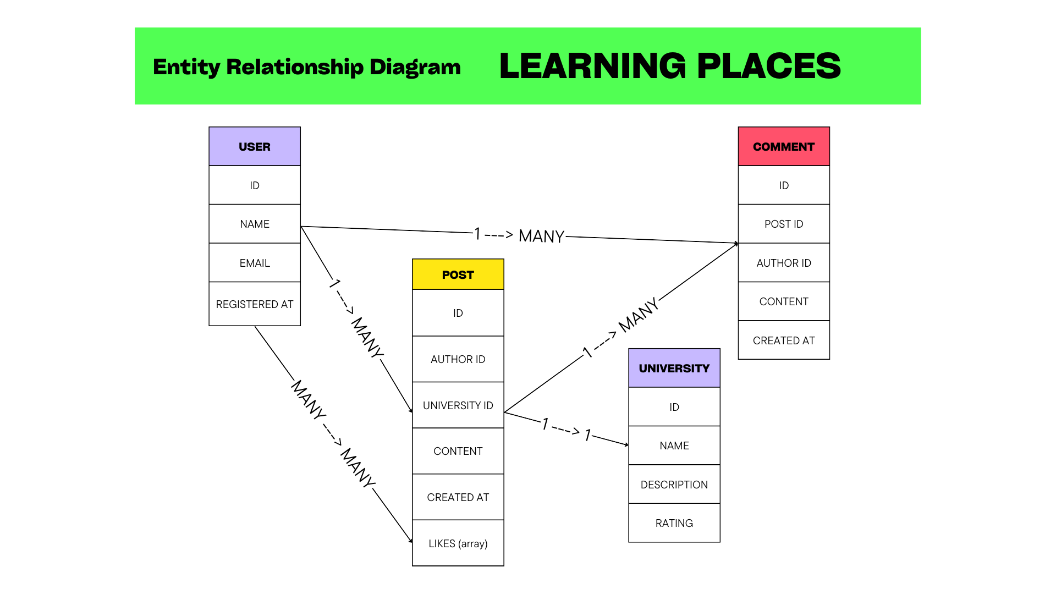 Entity Relationship Diagram
LEARNING PLACES
USER
ID
NAME
EMAIL
REGISTERED AT
COMMENT
ID
POST ID
AUTHOR ID
CONTENT
CREATED AT
1 ---> MANY
POST
ID
AUTHOR ID
UNIVERSITY ID
CONTENT
CREATED AT
LIKES (array)
1 ---> MANY
1 ---> MANY
UNIVERSITY
ID
NAME
DESCRIPTION
RATING
1 ---> 1
MANY ---> MANY